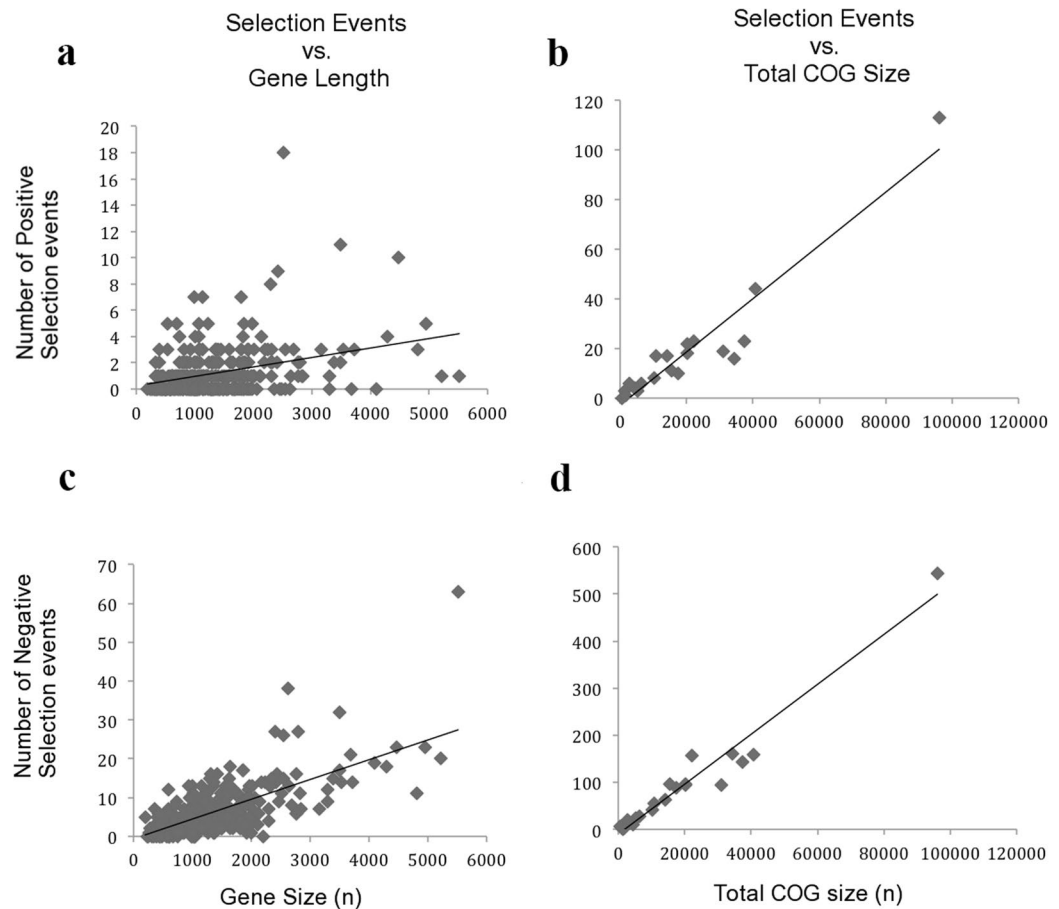 a
Selection Events
vs.
Gene Length
Number of Positive
Selection events
20
18
16
14
12
10
8
6
4
2
0
0 1000 2000 3000 4000 5000 6000
b
Selection Events
vs.
Total COG Size
120
100
80
60
40
20
0
0 20000 40000 60000 80000 100000 120000
c
Number of Negative
Selection events
70
60
50
40
30
20
10
0
0 1000 2000 3000 4000 5000 6000
Gene Size (n)
d
600
500
400
300
200
100
0
0 20000 40000 60000 80000 100000 120000
Total COG size (n)